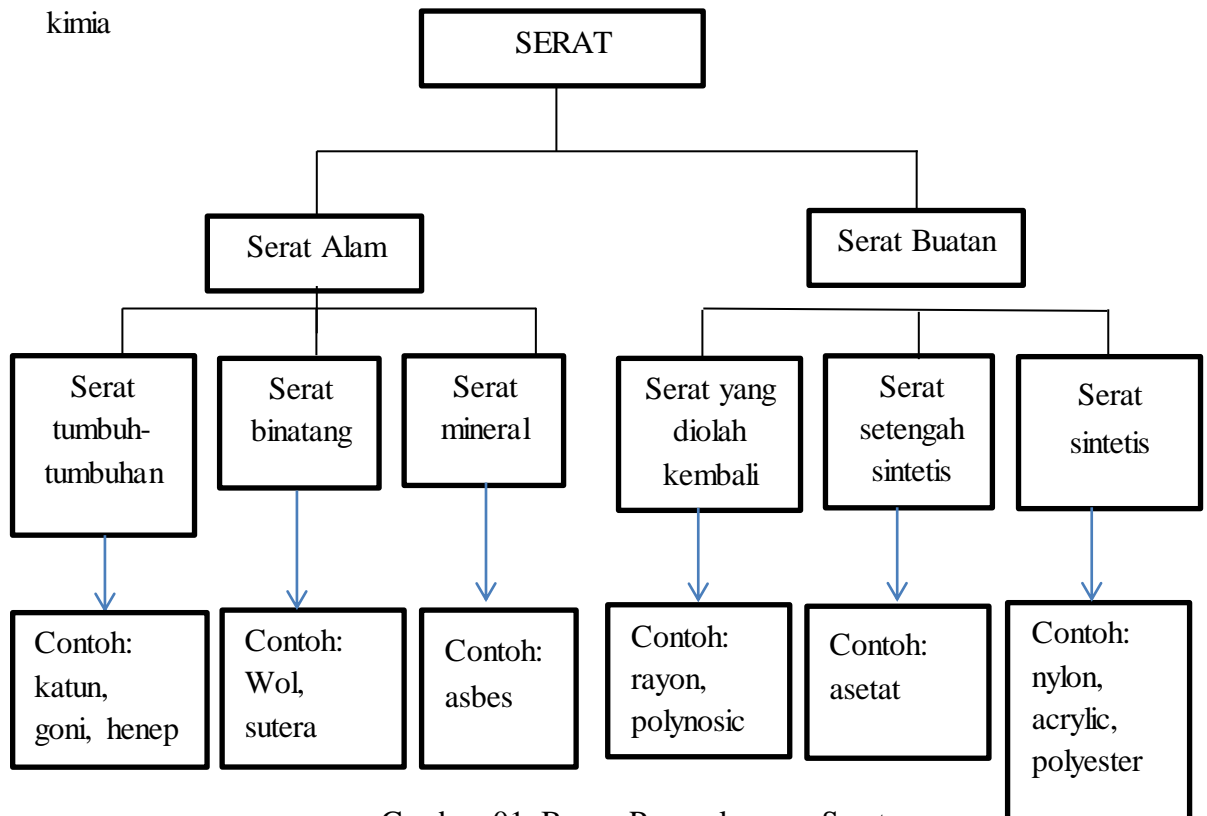 kimia
SERAT
Serat Alam
Serat Buatan
Serat
tumbuh-
tumbuhan
Serat
binatang
Serat
mineral
Serat yang
diolah
kembali
Serat
setengah
sintetis
Serat
sintetis
Contoh:
katun,
goni, henep
Contoh:
Wol,
sutera
Contoh:
asbes
Contoh:
rayon,
polynosic
Contoh:
asetat
Contoh:
nylon,
acrylic,
polyester
01
Serat